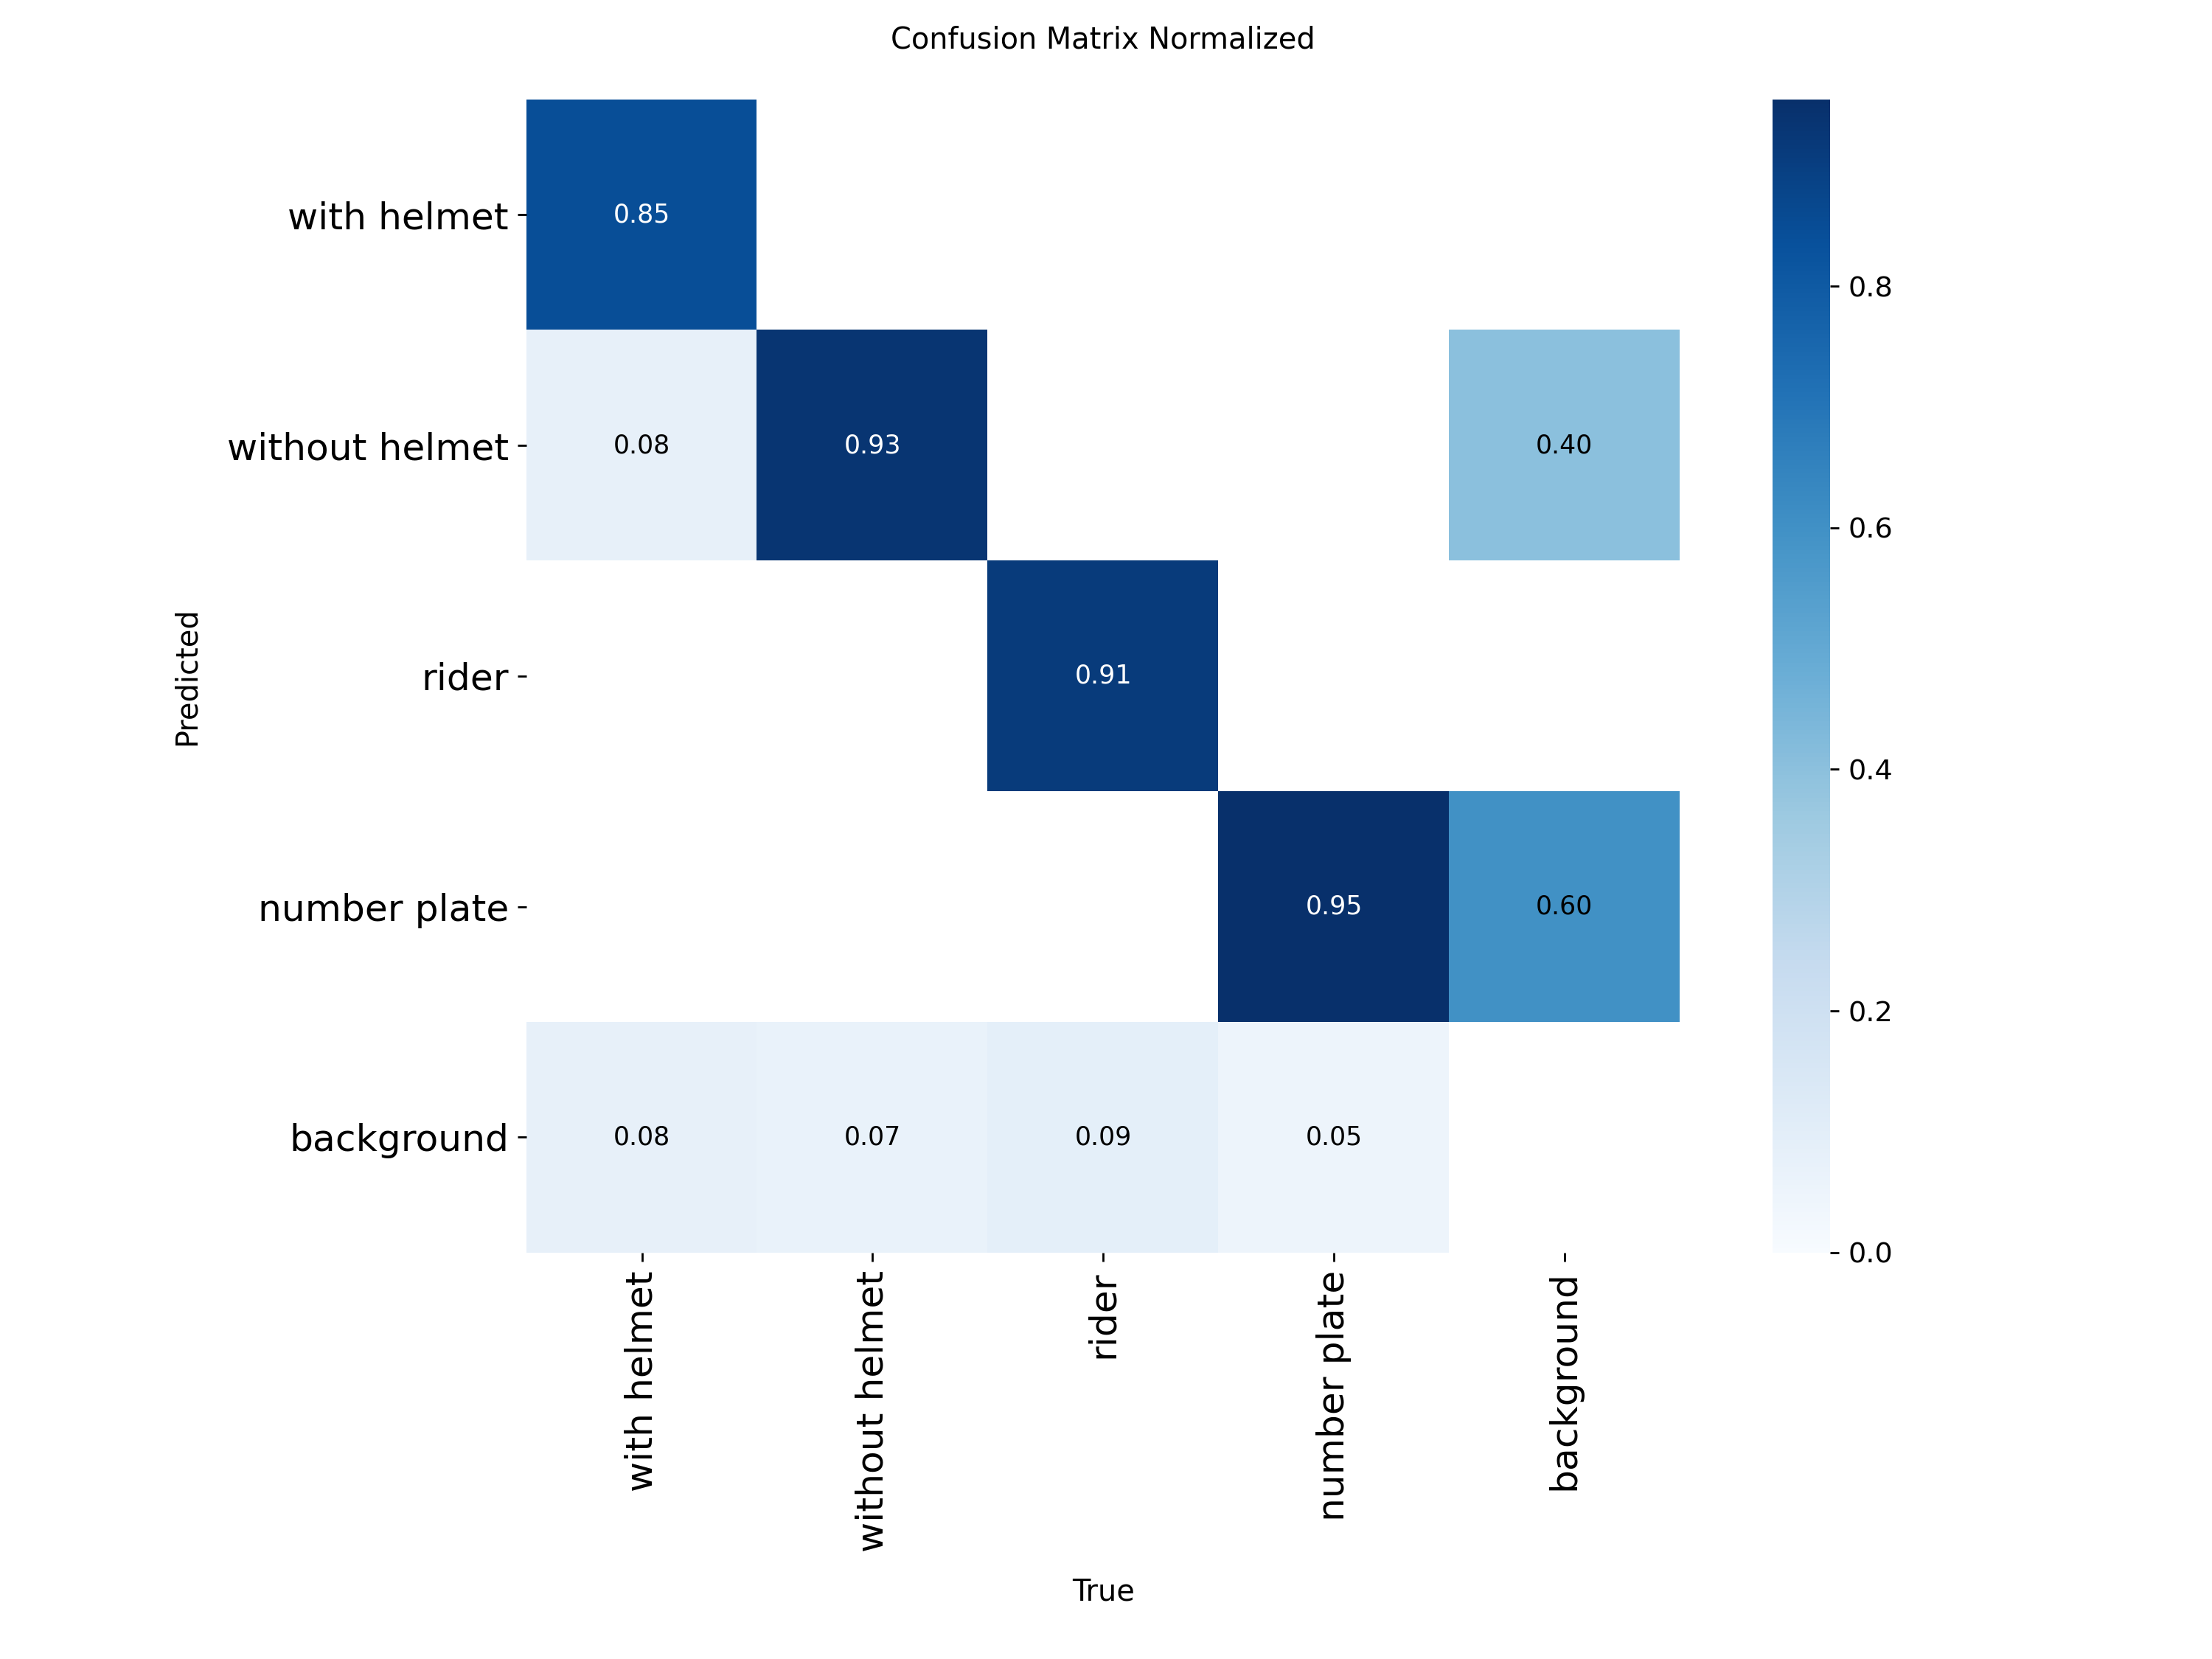 Confusion Matrix Normalized
with helmet
0.85
without helmet
0.08
0.93
0.40
rider
0.91
number plate
0.95
0.60
background
0.08
0.07
0.09
0.05
Predicted
with helmet
without helmet
rider
number plate
background
True
0.8
0.6
0.4
0.2
0.0